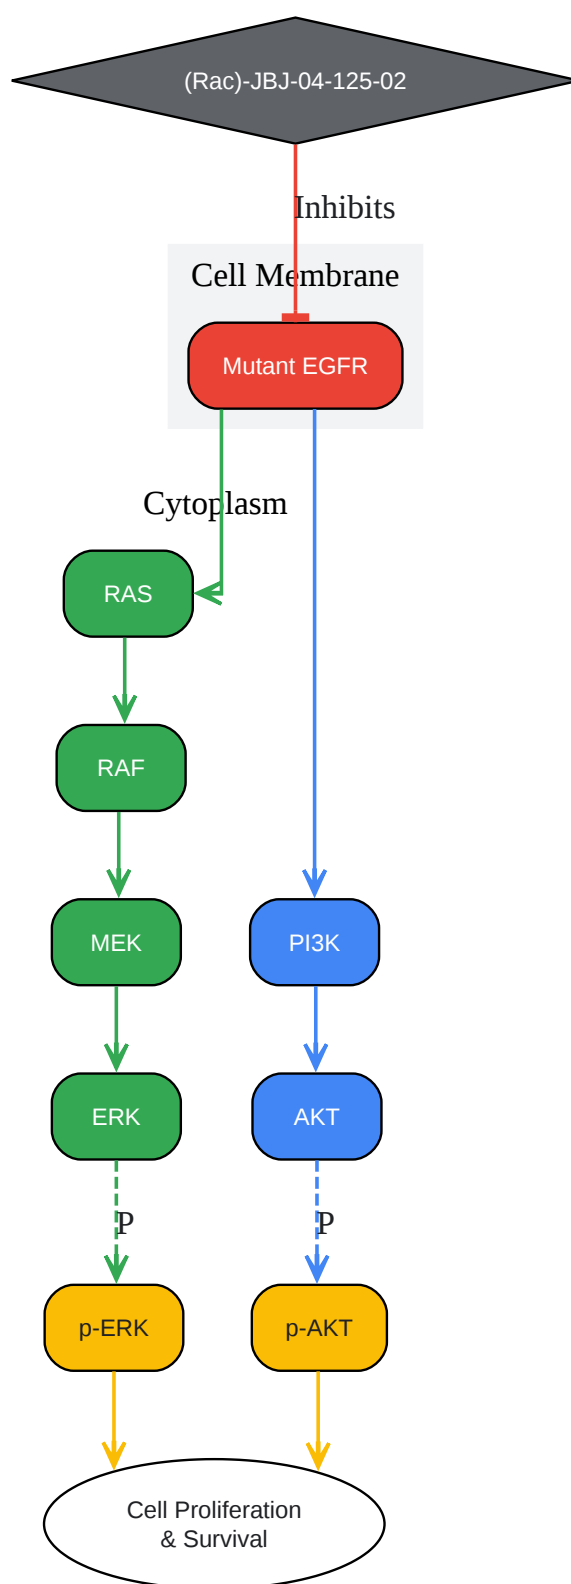 (Rac)-JBJ-04-125-02
Inhibits
Cell Membrane
Mutant EGFR
Cytoplasm
RAS
RAF
MEK
PI3K
ERK
AKT
P
P
p-ERK
p-AKT
Cell Proliferation
& Survival